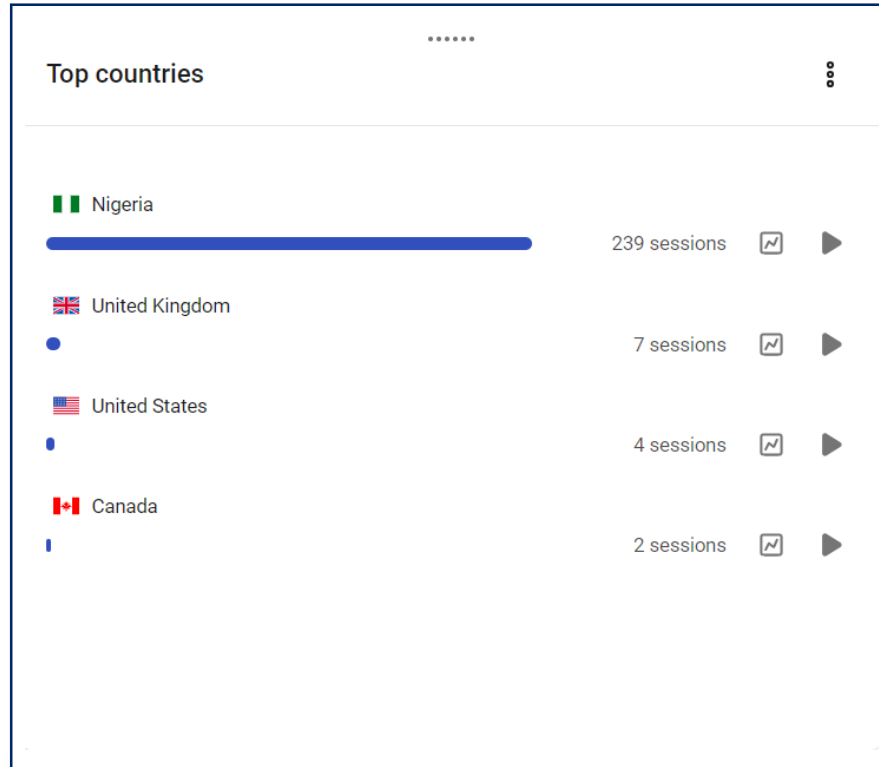 Top countries
Nigeria
239 sessions
United Kingdom
7 sessions
United States
4 sessions
Canada
2 sessions